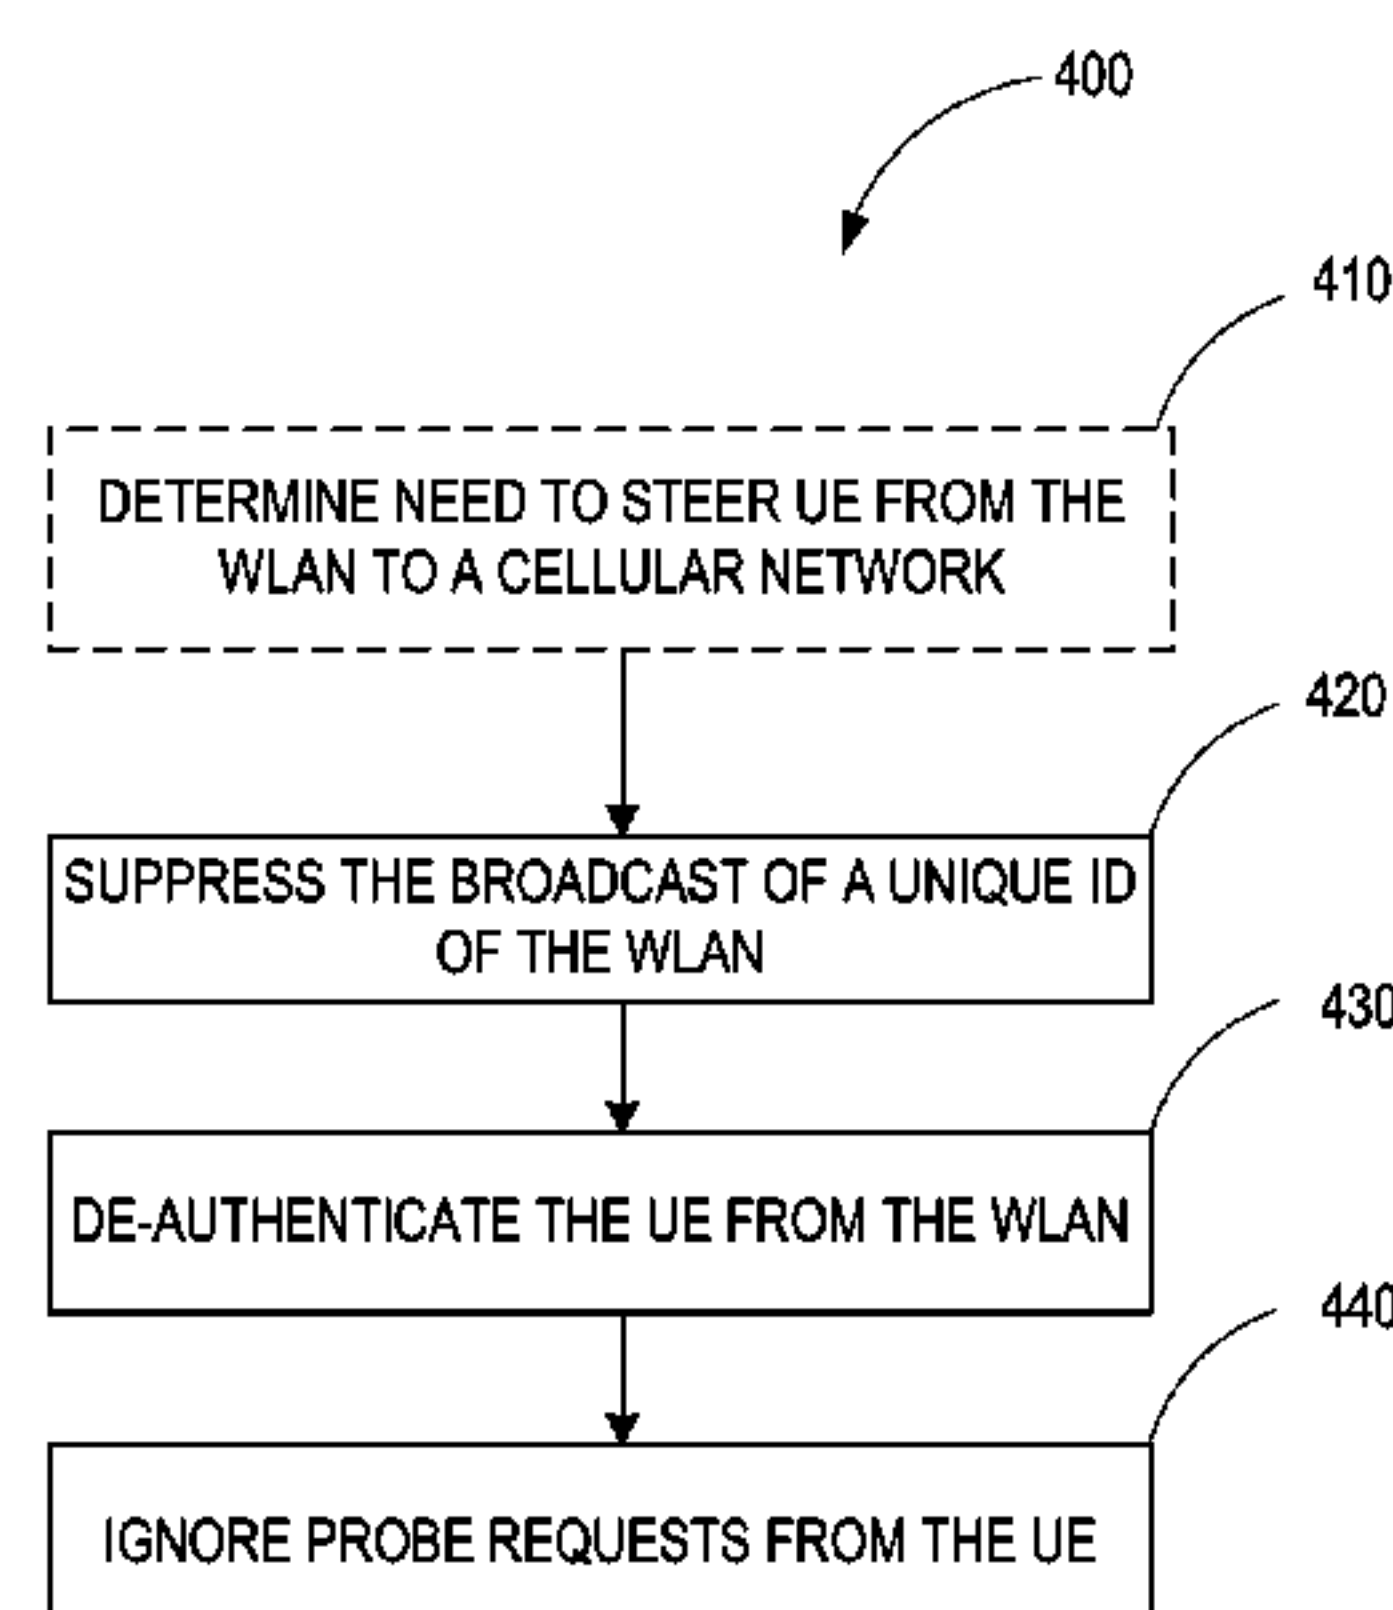 400
410
DETERMINE NEED TO STEER UE FROM THE
WLAN TO A CELLULAR NETWORK
420
SUPPRESS THE BROADCAST OF A UNIQUE ID
OF THE WLAN
430
DE-AUTHENTICATE THE UE FROM THE WLAN
440
IGNORE PROBE REQUESTS FROM THE UE